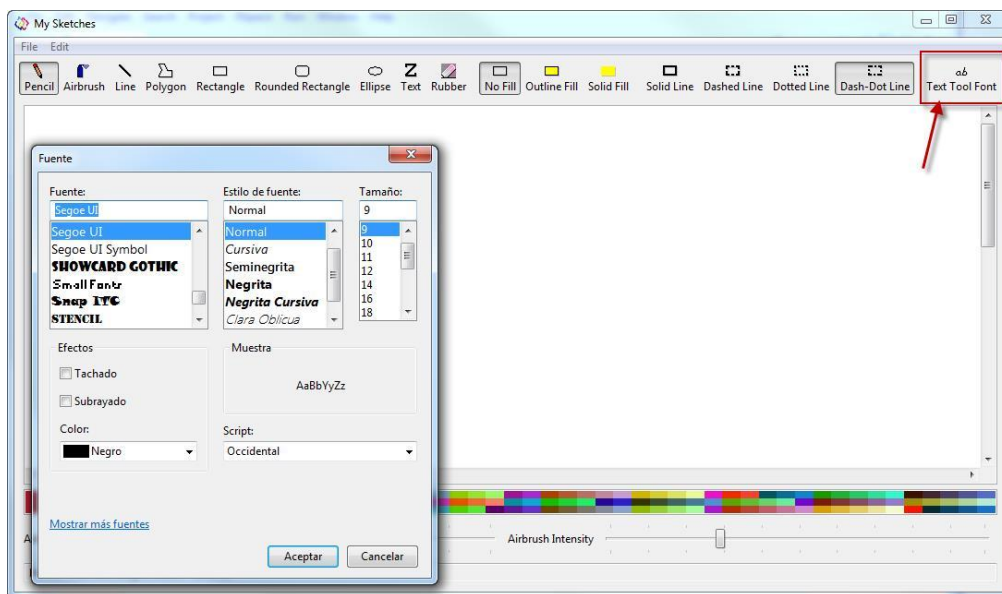 My Sketches
File Edit
Pencil Airbrush Line Polygon Rectangle Rounded Rectangle Ellipse Text Rubber No Fill Outline Fill Solid Fill Solid Line Dashed Line Dotted Line Dash-Dot Line Text Tool Font
Fuente
Fuente: Estilo de fuente: Tamaño:
Segoe UI Normal 9
Segoe UI Normal 9
Segoe UI Symbol Cursiva 10
SHOWCARD GOTHIC Seminegrita 11
Small Fonts Negrita 12
Snap ITC Negrita Cursiva 14
STENCIL Clara Oblicua 16
18
Efectos Muestra
Tachado
AaBbYyZz
Subrayado
Color: Script:
Negro Occidental
Mostrar más fuentes
Airbrush Intensity
Aceptar Cancelar